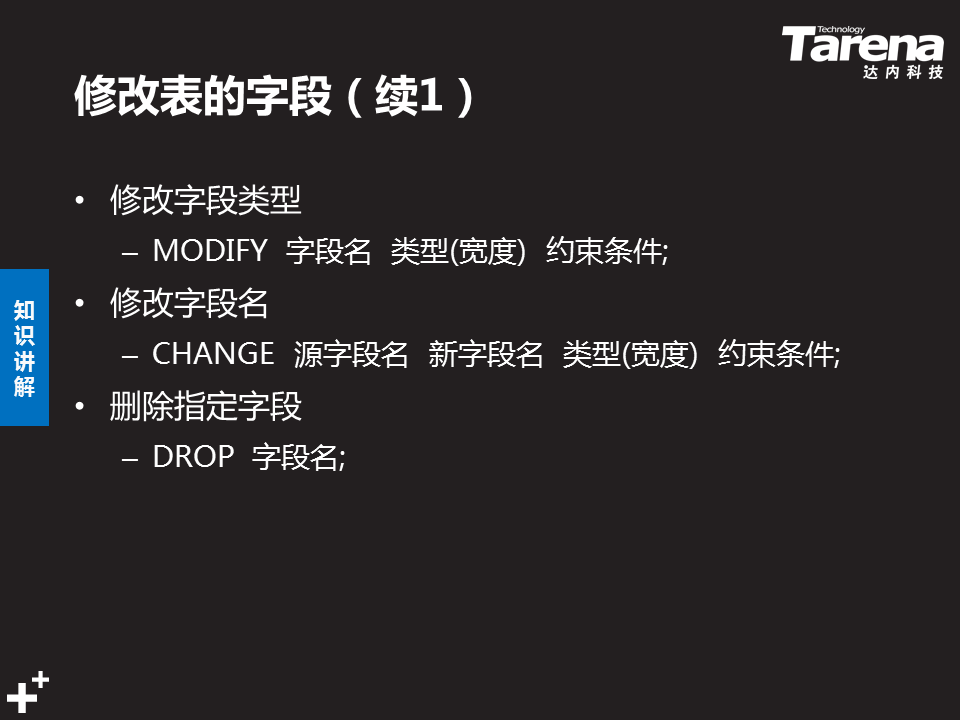 Technology
Tarena
达内科技
修改表的字段（续1）
• 修改字段类型
– MODIFY 字段名 类型(宽度) 约束条件;
• 修改字段名
– CHANGE 源字段名 新字段名 类型(宽度) 约束条件;
• 删除指定字段
– DROP 字段名;
知识讲解